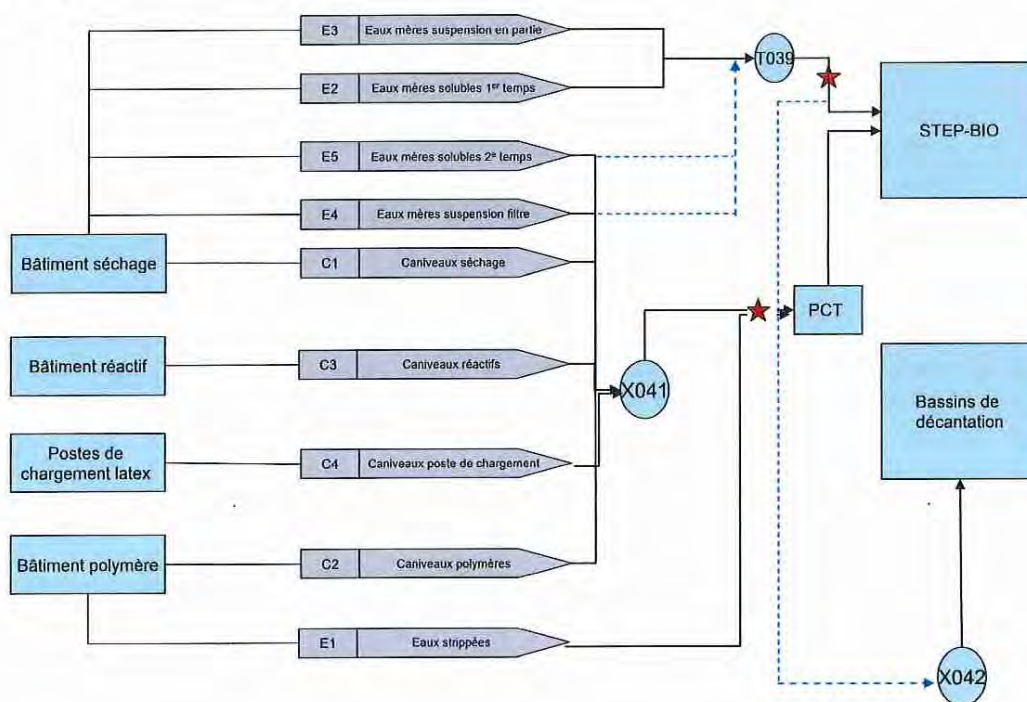 E3 Eaux mères suspension en partie
T039
E2 Eaux mères solubles 1er temps
STEP-BIO
E5 Eaux mères solubles 2e temps
E4 Eaux mères suspension filtre
Bâtiment séchage
C1 Caniveaux séchage
PCT
Bâtiment réactif
C3 Caniveaux réactifs
X041
Bassins de
décantation
Postes de
chargement latex
C4 Caniveaux poste de chargement
Bâtiment polymère
C2 Caniveaux polymères
E1 Eaux strippées
X042